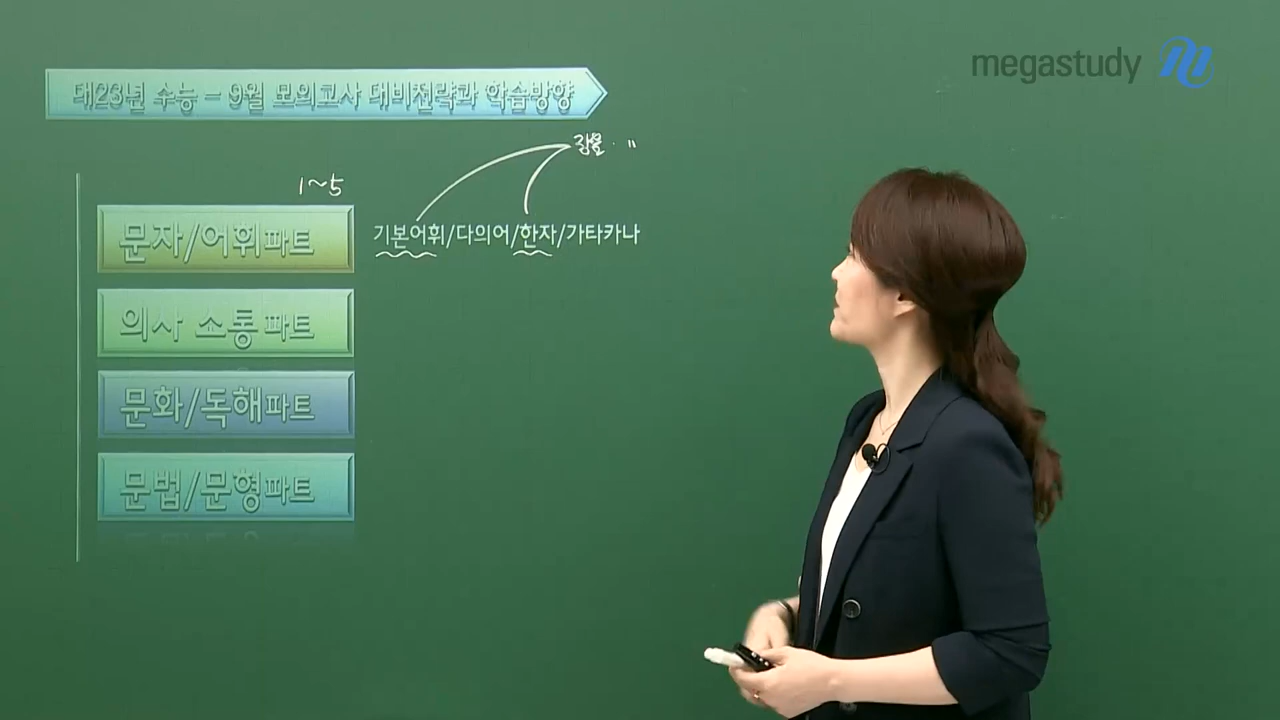 megastudy
대23년 수능 - 9월 모의고사 대비전략과 학습방향
1~5
문자/어휘파트
기본어휘/다의어/한자/가타카나
의사 소통파트
문화/독해파트
문법/문형파트